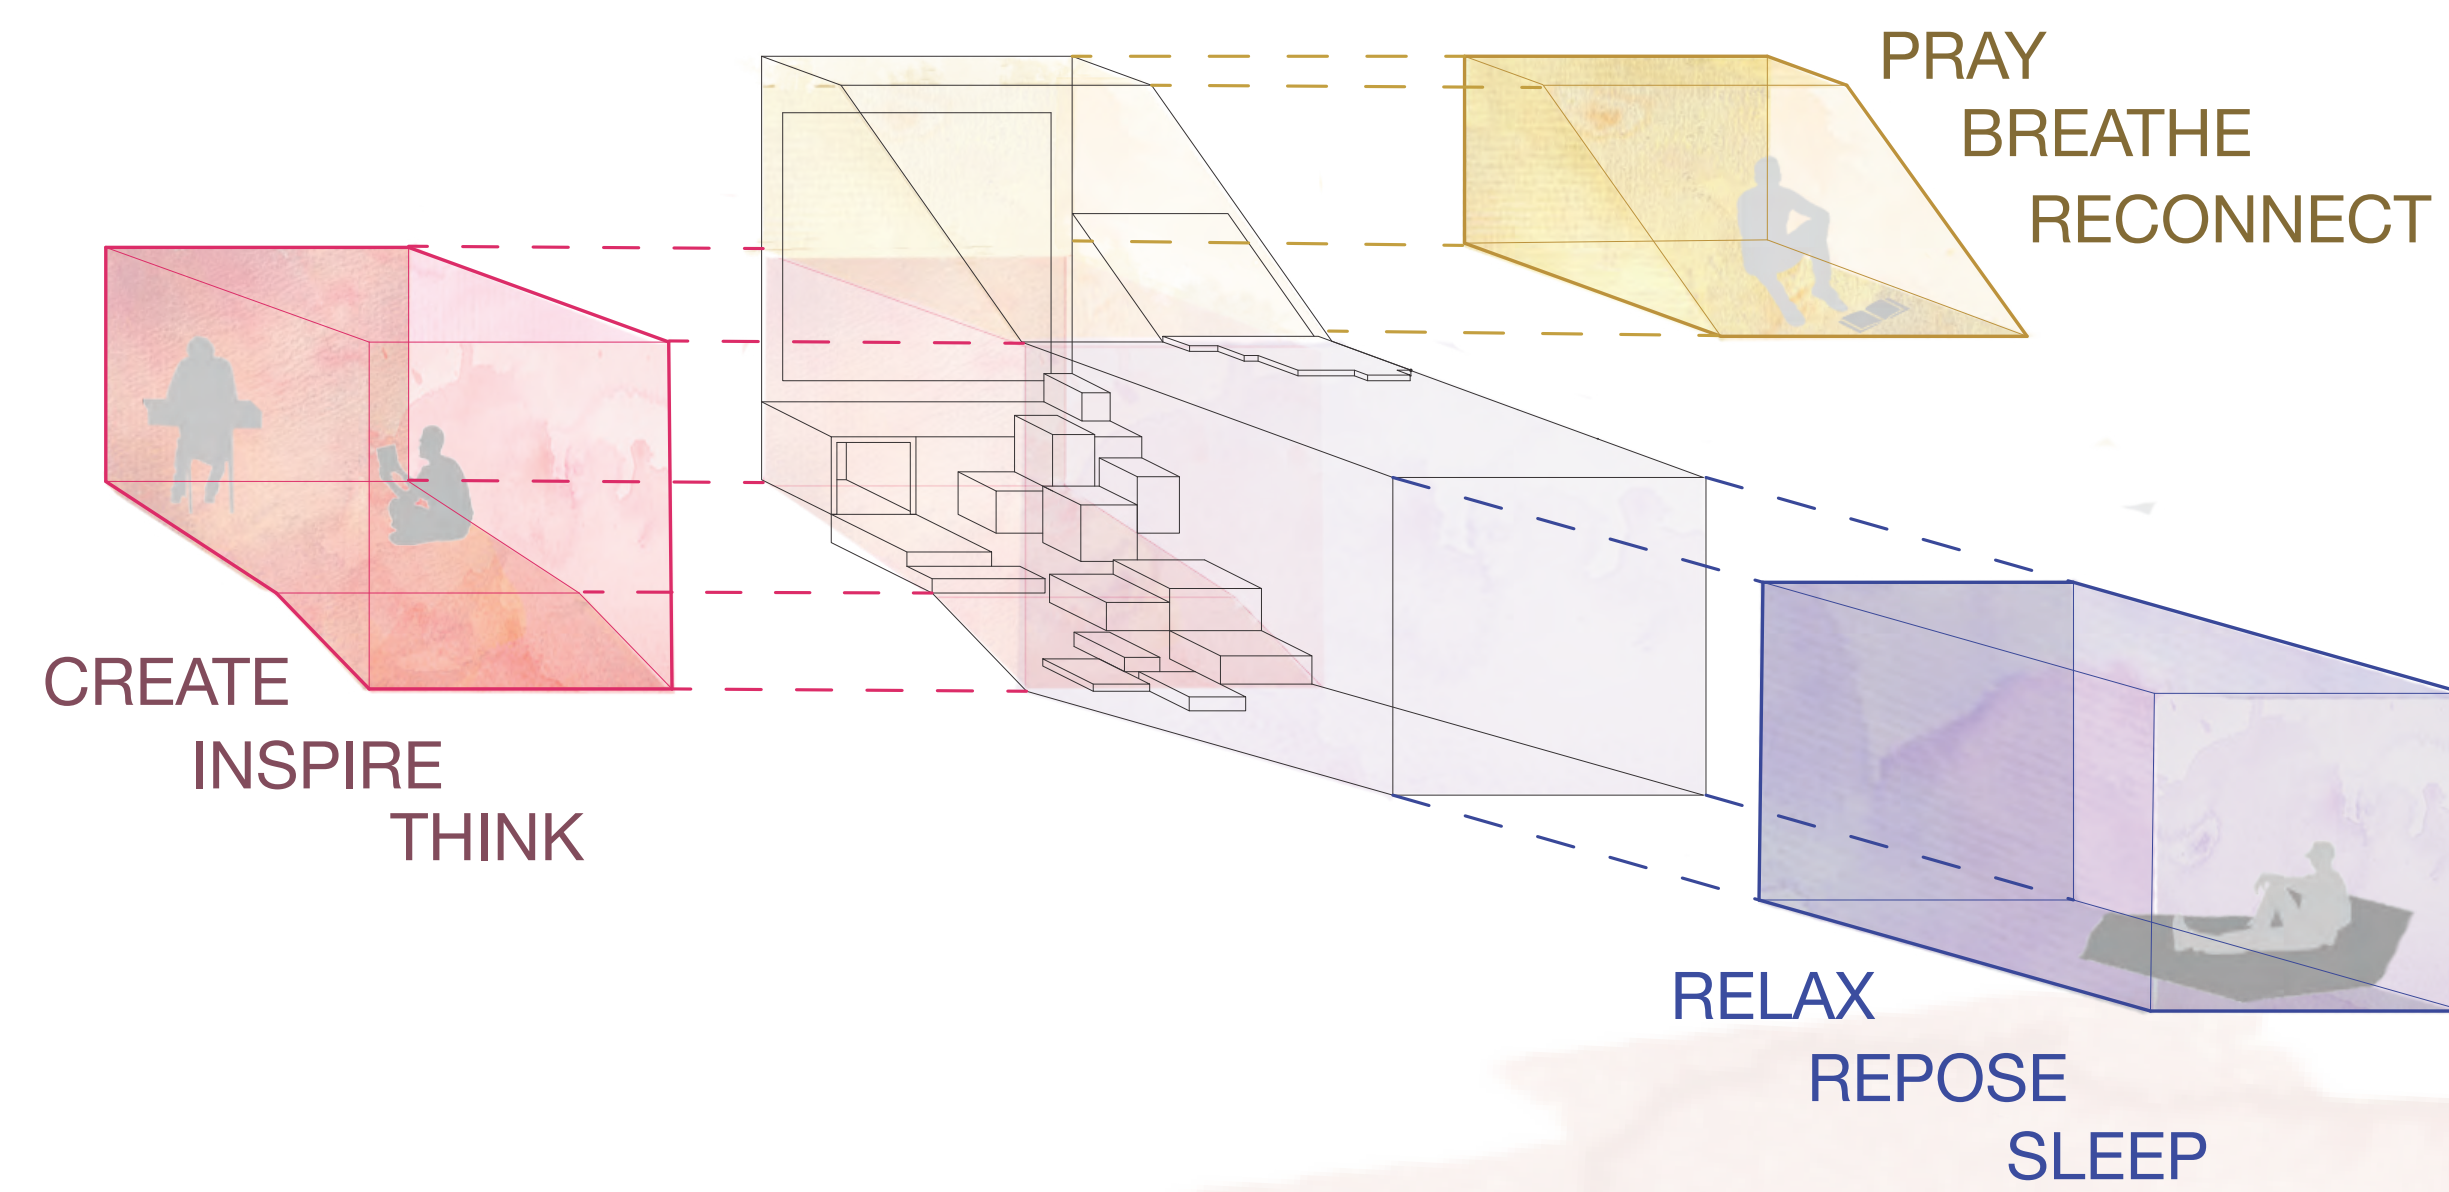 PRAY
BREATHE
RECONNECT
CREATE
INSPIRE
THINK
RELAX
REPOSE
SLEEP